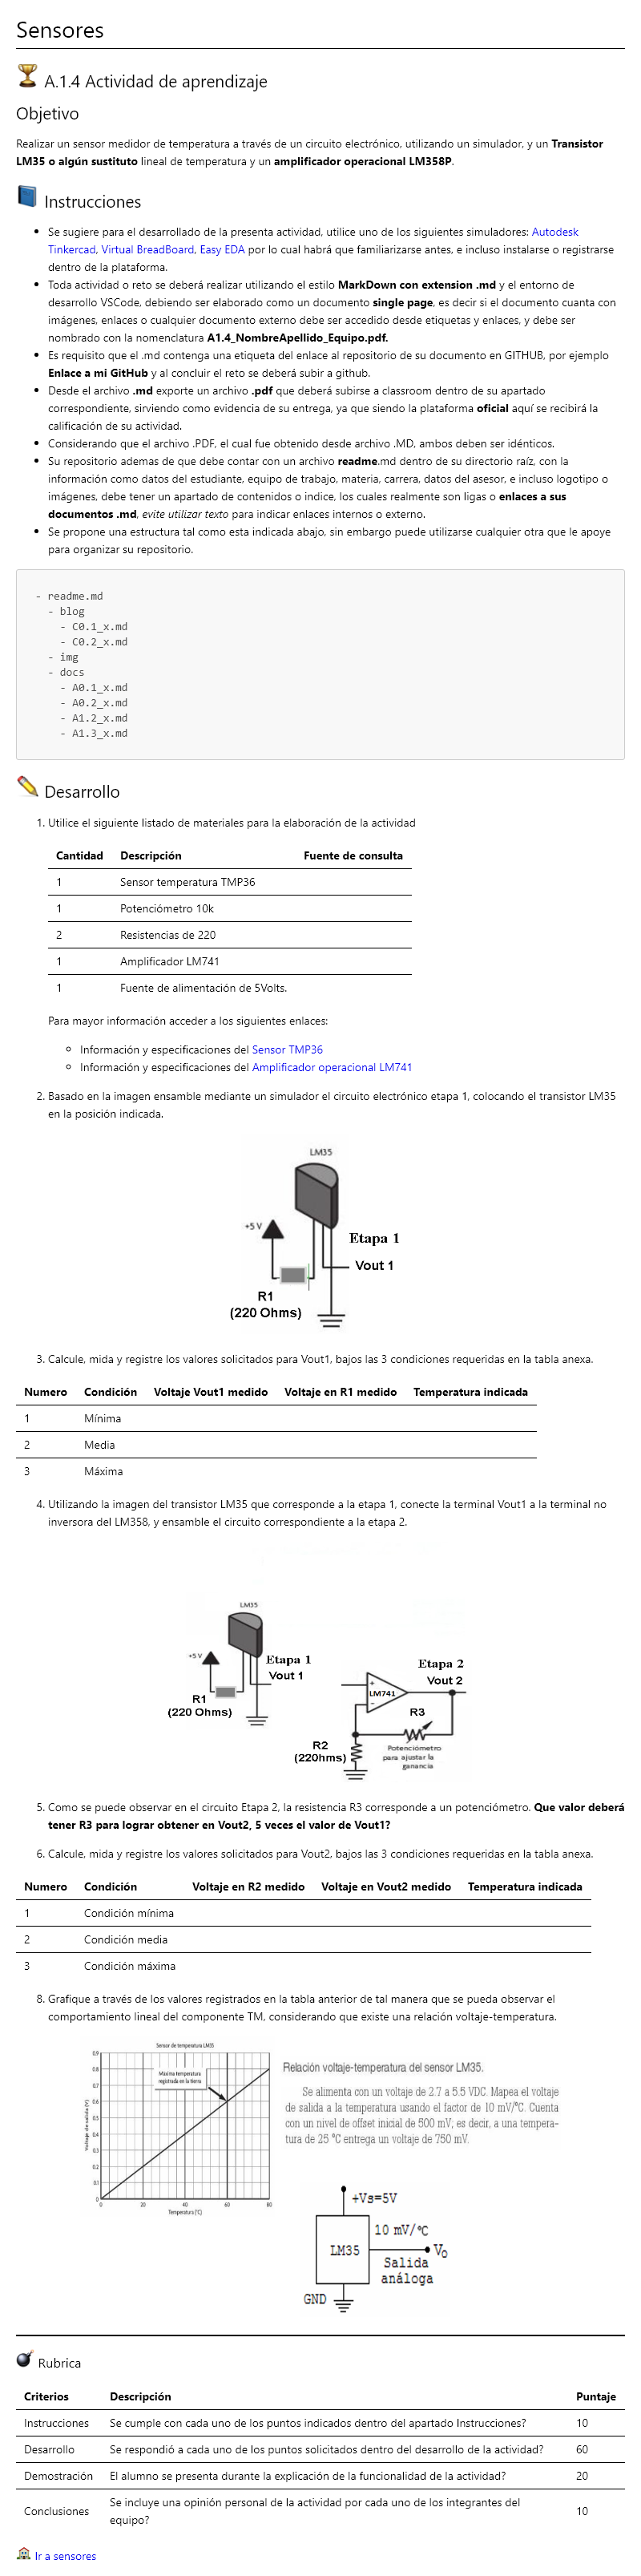 Sensores
A.1.4 Actividad de aprendizaje
Objetivo
Realizar un sensor medidor de temperatura a través de un circuito electrónico, utilizando un simulador, y un Transistor
LM35 o algún sustituto lineal de temperatura y un amplificador operacional LM358P.
Instrucciones
Se sugiere para el desarrollado de la presenta actividad, utilice uno de los siguientes simuladores: Autodesk
Tinkercad, Virtual BreadBoard, Easy EDA por lo cual habrá que familiarizarse antes, e incluso instalarse o registrarse
dentro de la plataforma.
Toda actividad o reto se deberá realizar utilizando el estilo MarkDown con extension .md y el entorno de
desarrollo VSCode, debiendo ser elaborado como un documento single page, es decir si el documento cuanta con
imágenes, enlaces o cualquier documento externo debe ser accedido desde etiquetas y enlaces, y debe ser
nombrado con la nomenclatura A1.4_NombreApellido_Equipo.pdf.
Es requisito que el .md contenga una etiqueta del enlace al repositorio de su documento en GITHUB, por ejemplo
Enlace a mi GitHub y al concluir el reto se deberá subir a github.
Desde el archivo .md exporte un archivo .pdf que deberá subirse a classroom dentro de su apartado
correspondiente, sirviendo como evidencia de su entrega, ya que siendo la plataforma oficial aquí se recibirá la
calificación de su actividad.
Considerando que el archivo .PDF, el cual fue obtenido desde archivo .MD, ambos deben ser idénticos.
Su repositorio ademas de que debe contar con un archivo readme.md dentro de su directorio raíz, con la
información como datos del estudiante, equipo de trabajo, materia, carrera, datos del asesor, e incluso logotipo o
imágenes, debe tener un apartado de contenidos o indice, los cuales realmente son ligas o enlaces a sus
documentos .md, evite utilizar texto para indicar enlaces internos o externo.
Se propone una estructura tal como esta indicada abajo, sin embargo puede utilizarse cualquier otra que le apoye
para organizar su repositorio.
- readme.md
- blog
- C0.1_x.md
- C0.2_x.md
- img
- docs
- A0.1_x.md
- A0.2_x.md
- A1.2_x.md
- A1.3_x.md
Desarrollo
1. Utilice el siguiente listado de materiales para la elaboración de la actividad
Cantidad Descripción Fuente de consulta
1 Sensor temperatura TMP36
1 Potenciómetro 10k
2 Resistencias de 220
1 Amplificador LM741
1 Fuente de alimentación de 5Volts.
Para mayor información acceder a los siguientes enlaces:
Información y especificaciones del Sensor TMP36
Información y especificaciones del Amplificador operacional LM741
2. Basado en la imagen ensamble mediante un simulador el circuito electrónico etapa 1, colocando el transistor LM35
en la posición indicada.
LM35
+5 V
Etapa 1
Vout 1
R1
(220 Ohms)
3. Calcule, mida y registre los valores solicitados para Vout1, bajos las 3 condiciones requeridas en la tabla anexa.
Numero Condición Voltaje Vout1 medido Voltaje en R1 medido Temperatura indicada
1 Mínima
2 Media
3 Máxima
4. Utilizando la imagen del transistor LM35 que corresponde a la etapa 1, conecte la terminal Vout1 a la terminal no
inversora del LM358, y ensamble el circuito correspondiente a la etapa 2.
LM35
+5 V
Etapa 1
Vout 1
R1
(220 Ohms)
Etapa 2
Vout 2
+
LM741
-
R3
R2
(220hms)
Potenciómetro
para ajustar la
ganancia
5. Como se puede observar en el circuito Etapa 2, la resistencia R3 corresponde a un potenciómetro. Que valor deberá
tener R3 para lograr obtener en Vout2, 5 veces el valor de Vout1?
6. Calcule, mida y registre los valores solicitados para Vout2, bajos las 3 condiciones requeridas en la tabla anexa.
Numero Condición Voltaje en R2 medido Voltaje en Vout2 medido Temperatura indicada
1 Condición mínima
2 Condición media
3 Condición máxima
8. Grafique a través de los valores registrados en la tabla anterior de tal manera que se pueda observar el
comportamiento lineal del componente TM, considerando que existe una relación voltaje-temperatura.
Sensor de temperatura LM35
Máxima temperatura
registrada en la tierra
Voltaje de salida (V)
0.9
0.8
0.7
0.6
0.5
0.4
0.3
0.2
0.1
0
0 20 40 60 80
Temperatura (°C)
Relación voltaje-temperatura del sensor LM35.
Se alimenta con un voltaje de 2.7 a 5.5 VDC. Mapea el voltaje
de salida a la temperatura usando el factor de 10 mV/°C. Cuenta
con un nivel de offset inicial de 500 mV; es decir, a una tempera-
tura de 25 °C entrega un voltaje de 750 mV.
+Vs=5V
10 mV/°C
LM35
VO
Salida
análoga
GND
Rubrica
Criterios Descripción Puntaje
Instrucciones Se cumple con cada uno de los puntos indicados dentro del apartado Instrucciones? 10
Desarrollo Se respondió a cada uno de los puntos solicitados dentro del desarrollo de la actividad? 60
Demostración El alumno se presenta durante la explicación de la funcionalidad de la actividad? 20
Conclusiones Se incluye una opinión personal de la actividad por cada uno de los integrantes del
equipo? 10
Ir a sensores